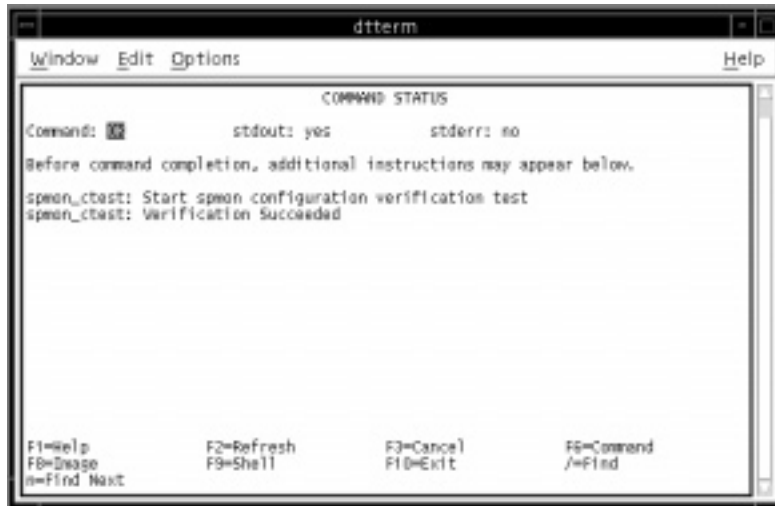 dtterm
Window Edit Options Help
COMMAND STATUS
Command: OK stdout: yes stderr: no
Before command completion, additional instructions may appear below.
spmon_ctest: Start spmon configuration verification test
spmon_ctest: Verification Succeeded
F1=Help F2=Refresh F3=Cancel F6=Command
F8=Image F9=Shell F10=Exit /=Find
n=Find Next